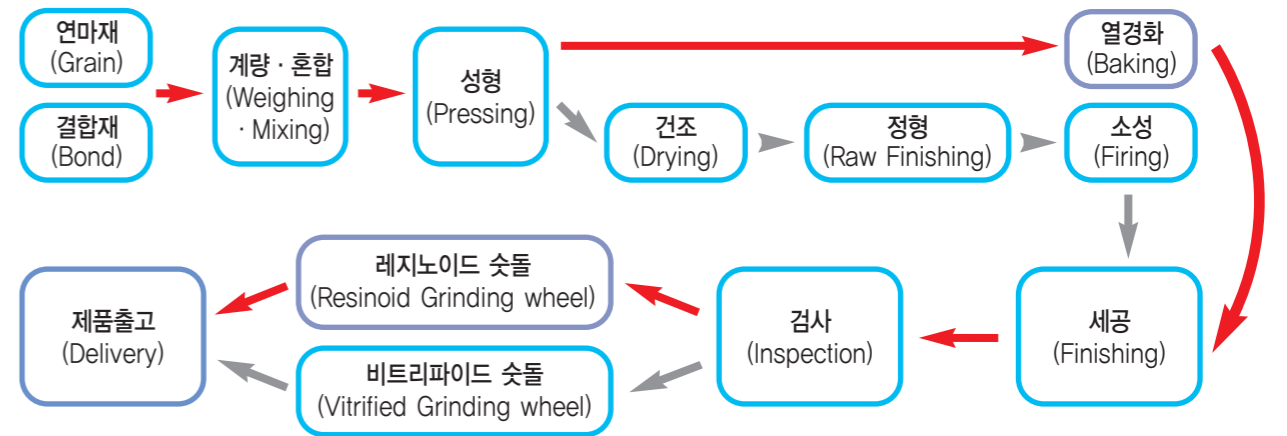 연마재
(Grain)
결합재
(Bond)
계량 · 혼합
(Weighing
· Mixing)
성형
(Pressing)
열경화
(Baking)
건조
(Drying)
정형
(Raw Finishing)
소성
(Firing)
제품출고
(Delivery)
레지노이드 숫돌
(Resinoid Grinding wheel)
비트리파이드 숫돌
(Vitrified Grinding wheel)
검사
(Inspection)
세공
(Finishing)